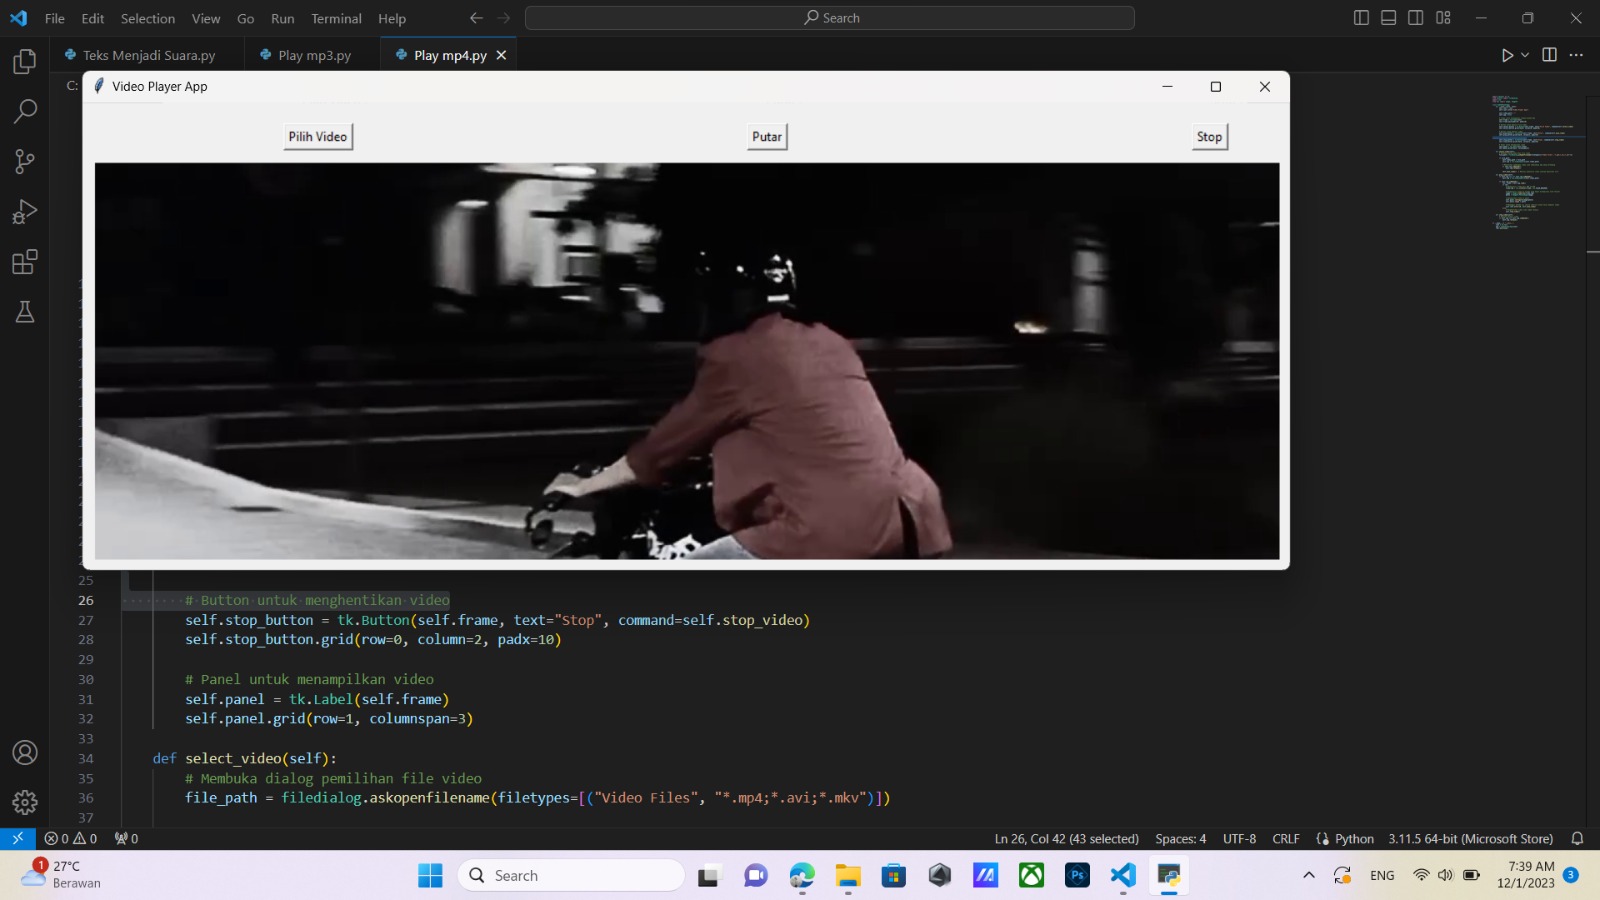 File Edit Selection View Go Run Terminal Help
Search
Teks Menjadi Suara.py
Play mp3.py
Play mp4.py
C:
Video Player App
Pilih Video
Putar
Stop
25
26 # Button untuk menghentikan video
27 self.stop_button = tk.Button(self.frame, text="Stop", command=self.stop_video)
28 self.stop_button.grid(row=0, column=2, padx=10)
29
30 # Panel untuk menampilkan video
31 self.panel = tk.Label(self.frame)
32 self.panel.grid(row=1, columnspan=3)
33
34 def select_video(self):
35 # Membuka dialog pemilihan file video
36 file_path = filedialog.askopenfilename(filetypes=[("Video Files", "*.mp4;*.avi;*.mkv")])
37
0 0 0 Ln 26, Col 42 (43 selected) Spaces: 4 UTF-8 CRLF Python 3.11.5 64-bit (Microsoft Store)
1
27°C
Berawan
Search
Ps
ENG
7:39 AM
12/1/2023
3